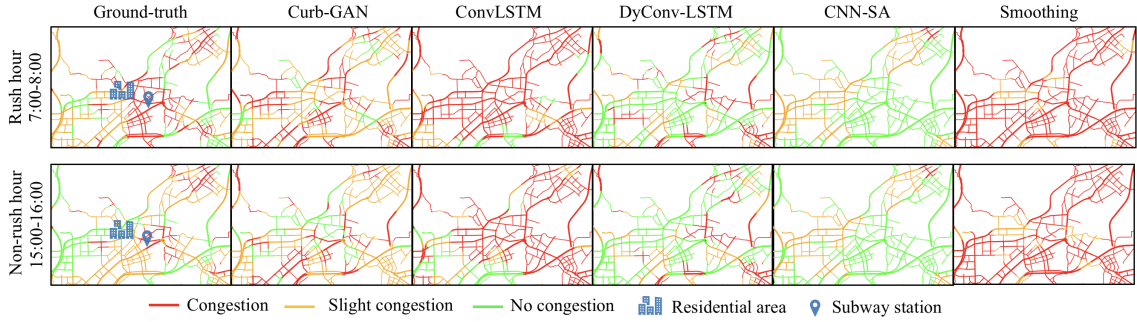 Ground-truth Curb-GAN ConvLSTM DyConv-LSTM CNN-SA Smoothing
Rush hour
7:00-8:00
Non-rush hour
15:00-16:00
Congestion Slight congestion No congestion Residential area Subway station